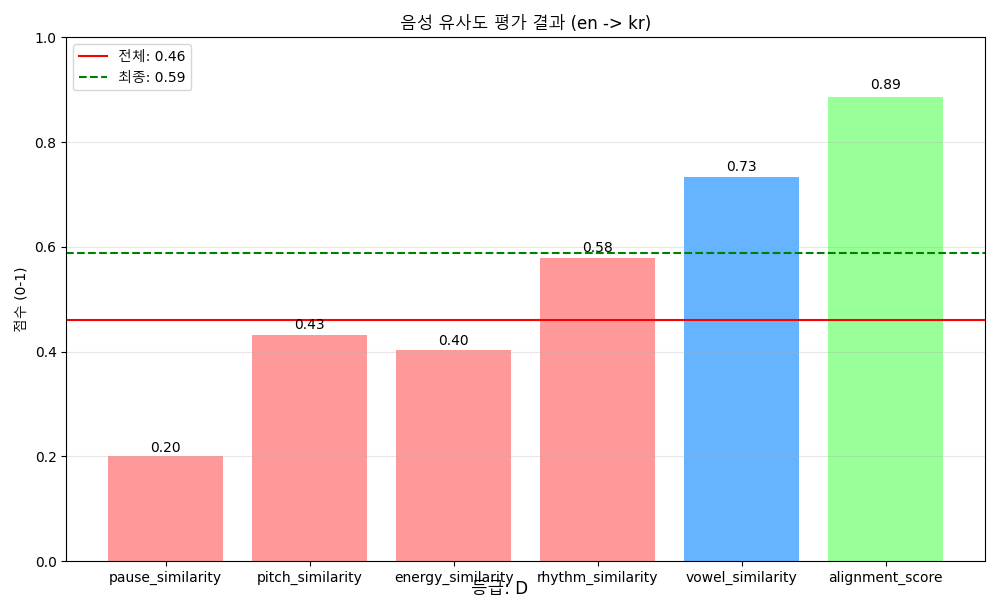 음성 유사도 평가 결과 (en -> kr)
전체: 0.46
최종: 0.59
점수 (0-1)
1.0
0.8
0.6
0.4
0.2
0.0
0.20
0.43
0.40
0.58
0.73
0.89
pause_similarity
pitch_similarity
energy_similarity
rhythm_similarity
vowel_similarity
alignment_score
등급: D